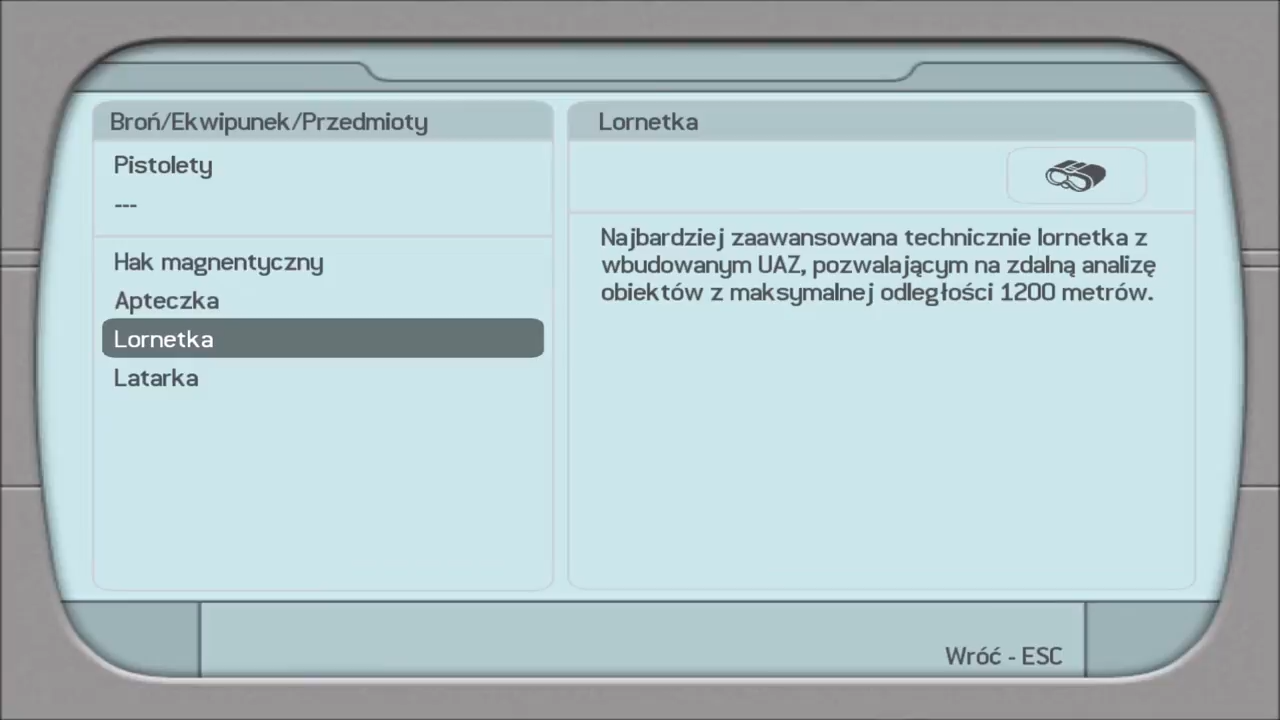 Broń/Ekwipunek/Przedmioty
Pistolety
---
Hak magnentyczny
Apteczka
Lornetka
Latarka
Lornetka
Najbardziej zaawansowana technicznie lornetka z
wbudowanym UAZ, pozwalającym na zdalną analizę
obiektów z maksymalnej odległości 1200 metrów.
Wróć - ESC